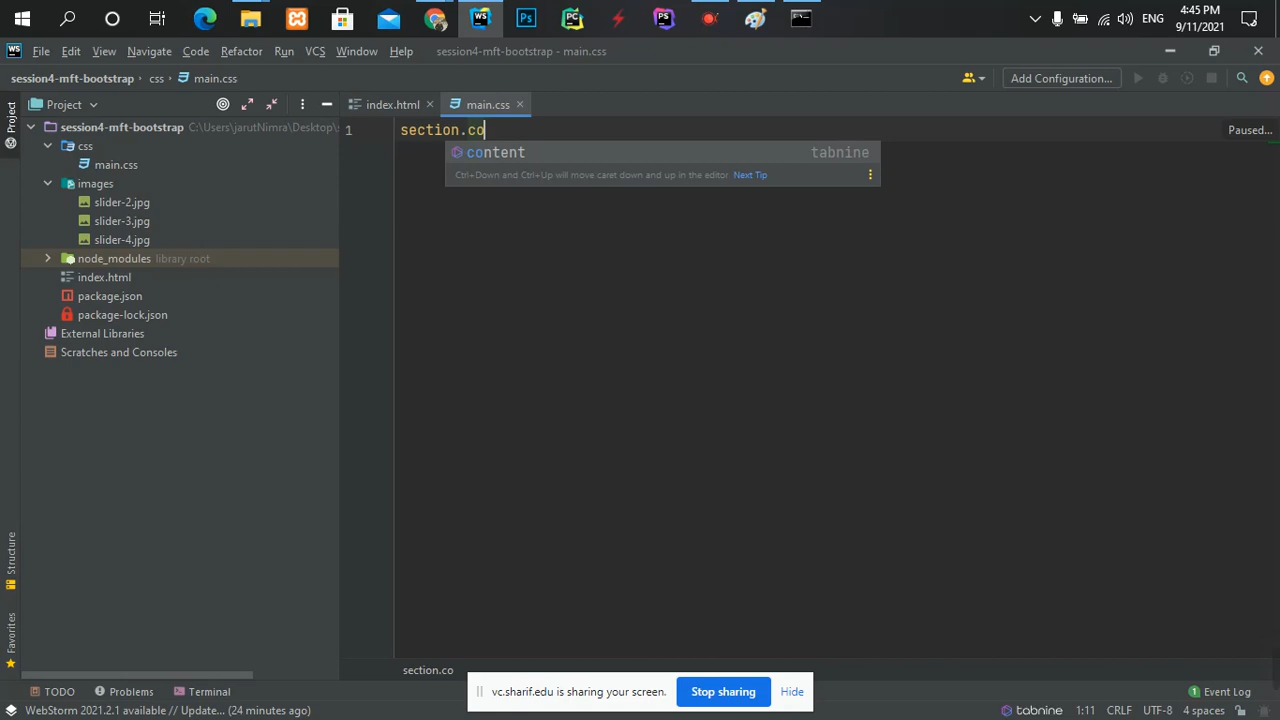 4:45 PM
ENG
9/11/2021
WS
File Edit View Navigate Code Refactor Run VCS Window Help
session4-mft-bootstrap - main.css
session4-mft-bootstrap
css
main.css
Add Configuration...
Project
Project
index.html
main.css
session4-mft-bootstrap C:\Users\jarutNimra\Desktop\s
1
section.co
Paused...
css
content
tabnine
main.css
Ctrl+Down and Ctrl+Up will move caret down and up in the editor Next Tip
images
slider-2.jpg
slider-3.jpg
slider-4.jpg
node_modules library root
index.html
package.json
package-lock.json
External Libraries
Scratches and Consoles
Structure
Favorites
section.co
TODO
Problems
Terminal
vc.sharif.edu is sharing your screen.
Stop sharing
Hide
1 Event Log
WebStorm 2021.2.1 available // Update... (24 minutes ago)
tabnine
1:11
CRLF
UTF-8
4 spaces